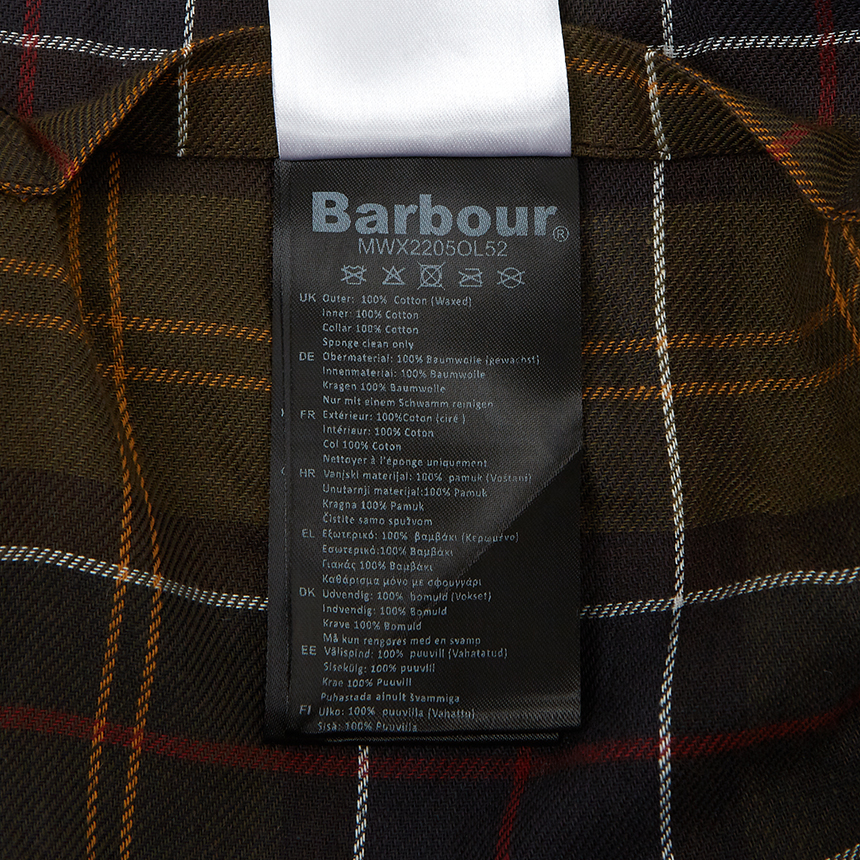 Barbour®
MWX2205OL52
UK Outer: 100% Cotton (Waxed)
Inner: 100% Cotton
Collar 100% Cotton
Sponge clean only
DE Obermaterial: 100% Baumwolle (gewachst)
Innenmaterial: 100% Baumwolle
Kragen 100% Baumwolle
Nur mit einem Schwamm reinigen
FR Extérieur: 100%Coton (ciré )
Intérieur: 100% Coton
Col 100% Coton
Nettoyer à l'éponge uniquement
HR Vanjski materijal: 100% pamuk (Voštani)
Unutarnji materijal:100% Pamuk
Kragna 100% Pamuk
Čistite samo spužvom
EL Εξωτερικό: 100% βαμβάκι (Κερωμένο)
Εσωτερικό:100% Βαμβάκι
Γιακάς 100% Βαμβάκι
Καθάρισμα μόνο με σφουγγάρι
DK Udvendig: 100% bomuld (Vokset)
Indvendig: 100% Bomuld
Krave 100% Bomuld
Må kun rengøres med en svamp
EE Välispind: 100% puuvill (Vahatatud)
Sisekülg: 100% puuvill
Krae 100% Puuvill
Puhastada ainult švammiga
FI Ulko: 100% puuvilla (Vahattu)
Sisä: 100% Puuvilla